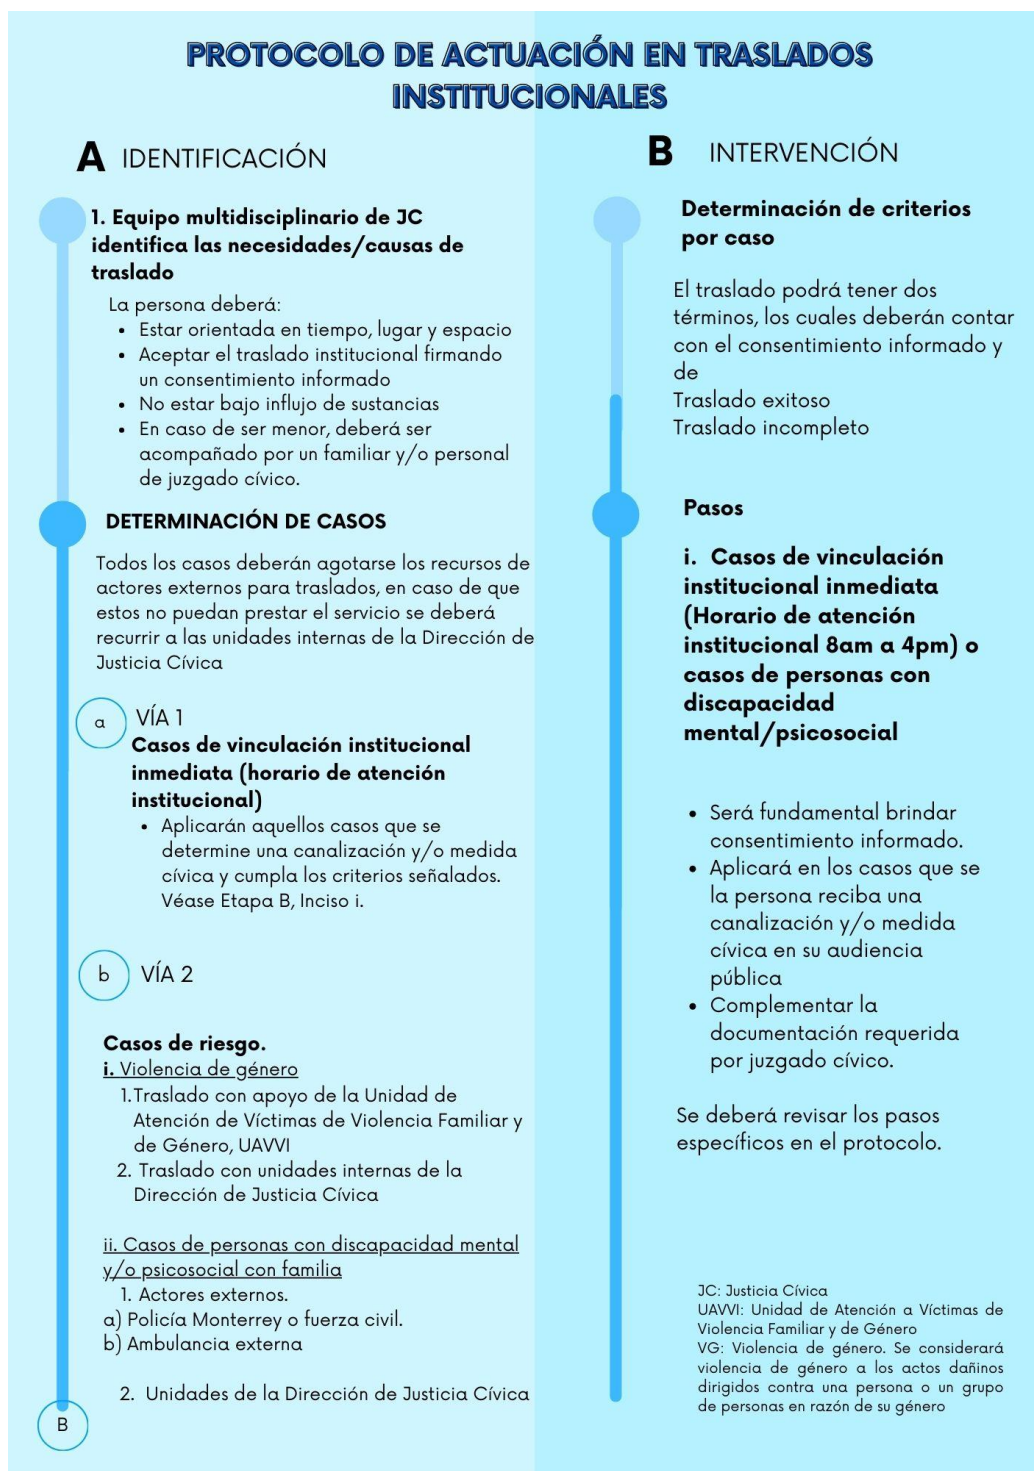 PROTOCOLO DE ACTUACIÓN EN TRASLADOS
INSTITUCIONALES
A IDENTIFICACIÓN
1. Equipo multidisciplinario de JC
identifica las necesidades/causas de
traslado
La persona deberá:
• Estar orientada en tiempo, lugar y espacio
• Aceptar el traslado institucional firmando
un consentimiento informado
• No estar bajo influjo de sustancias
• En caso de ser menor, deberá ser
acompañado por un familiar y/o personal
de juzgado cívico.
DETERMINACIÓN DE CASOS
Todos los casos deberán agotarse los recursos de
actores externos para traslados, en caso de que
estos no puedan prestar el servicio se deberá
recurrir a las unidades internas de la Dirección de
Justicia Cívica
a VÍA 1
Casos de vinculación institucional
inmediata (horario de atención
institucional)
• Aplicarán aquellos casos que se
determine una canalización y/o medida
cívica y cumpla los criterios señalados.
Véase Etapa B, Inciso i.
b VÍA 2
Casos de riesgo.
i. Violencia de género
1.Traslado con apoyo de la Unidad de
Atención de Víctimas de Violencia Familiar y
de Género, UAVVI
2. Traslado con unidades internas de la
Dirección de Justicia Cívica
ii. Casos de personas con discapacidad mental
y/o psicosocial con familia
1. Actores externos.
a) Policía Monterrey o fuerza civil.
b) Ambulancia externa
2. Unidades de la Dirección de Justicia Cívica
B
B INTERVENCIÓN
Determinación de criterios
por caso
El traslado podrá tener dos
términos, los cuales deberán contar
con el consentimiento informado y
de
Traslado exitoso
Traslado incompleto
Pasos
i. Casos de vinculación
institucional inmediata
(Horario de atención
institucional 8am a 4pm) o
casos de personas con
discapacidad
mental/psicosocial
• Será fundamental brindar
consentimiento informado.
• Aplicará en los casos que se
la persona reciba una
canalización y/o medida
cívica en su audiencia
pública
• Complementar la
documentación requerida
por juzgado cívico.
Se deberá revisar los pasos
específicos en el protocolo.
JC: Justicia Cívica
UAVVI: Unidad de Atención a Víctimas de
Violencia Familiar y de Género
VG: Violencia de género. Se considerará
violencia de género a los actos dañinos
dirigidos contra una persona o un grupo
de personas en razón de su género